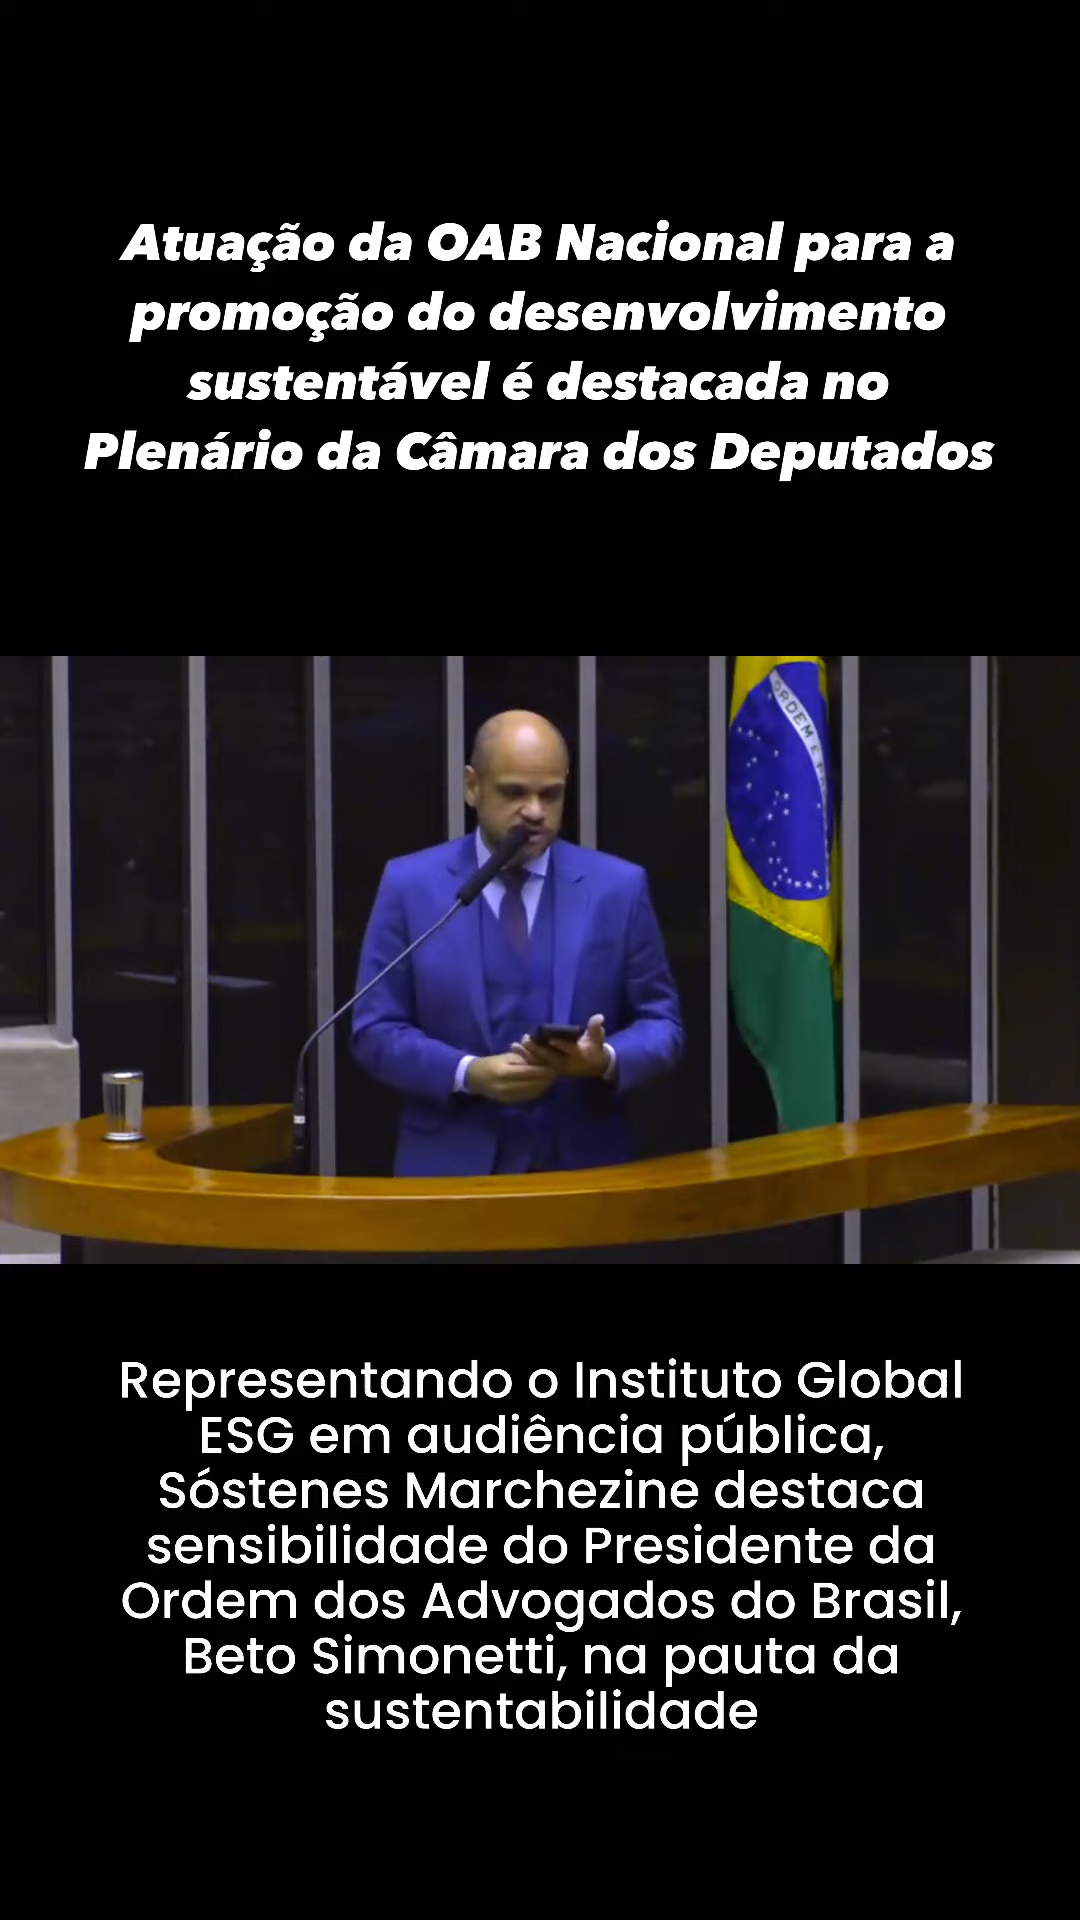 Atuação da OAB Nacional para a
promoção do desenvolvimento
sustentável é destacada no
Plenário da Câmara dos Deputados
ORDEM E
Representando o Instituto Global
ESG em audiência pública,
Sóstenes Marchezine destaca
sensibilidade do Presidente da
Ordem dos Advogados do Brasil,
Beto Simonetti, na pauta da
sustentabilidade